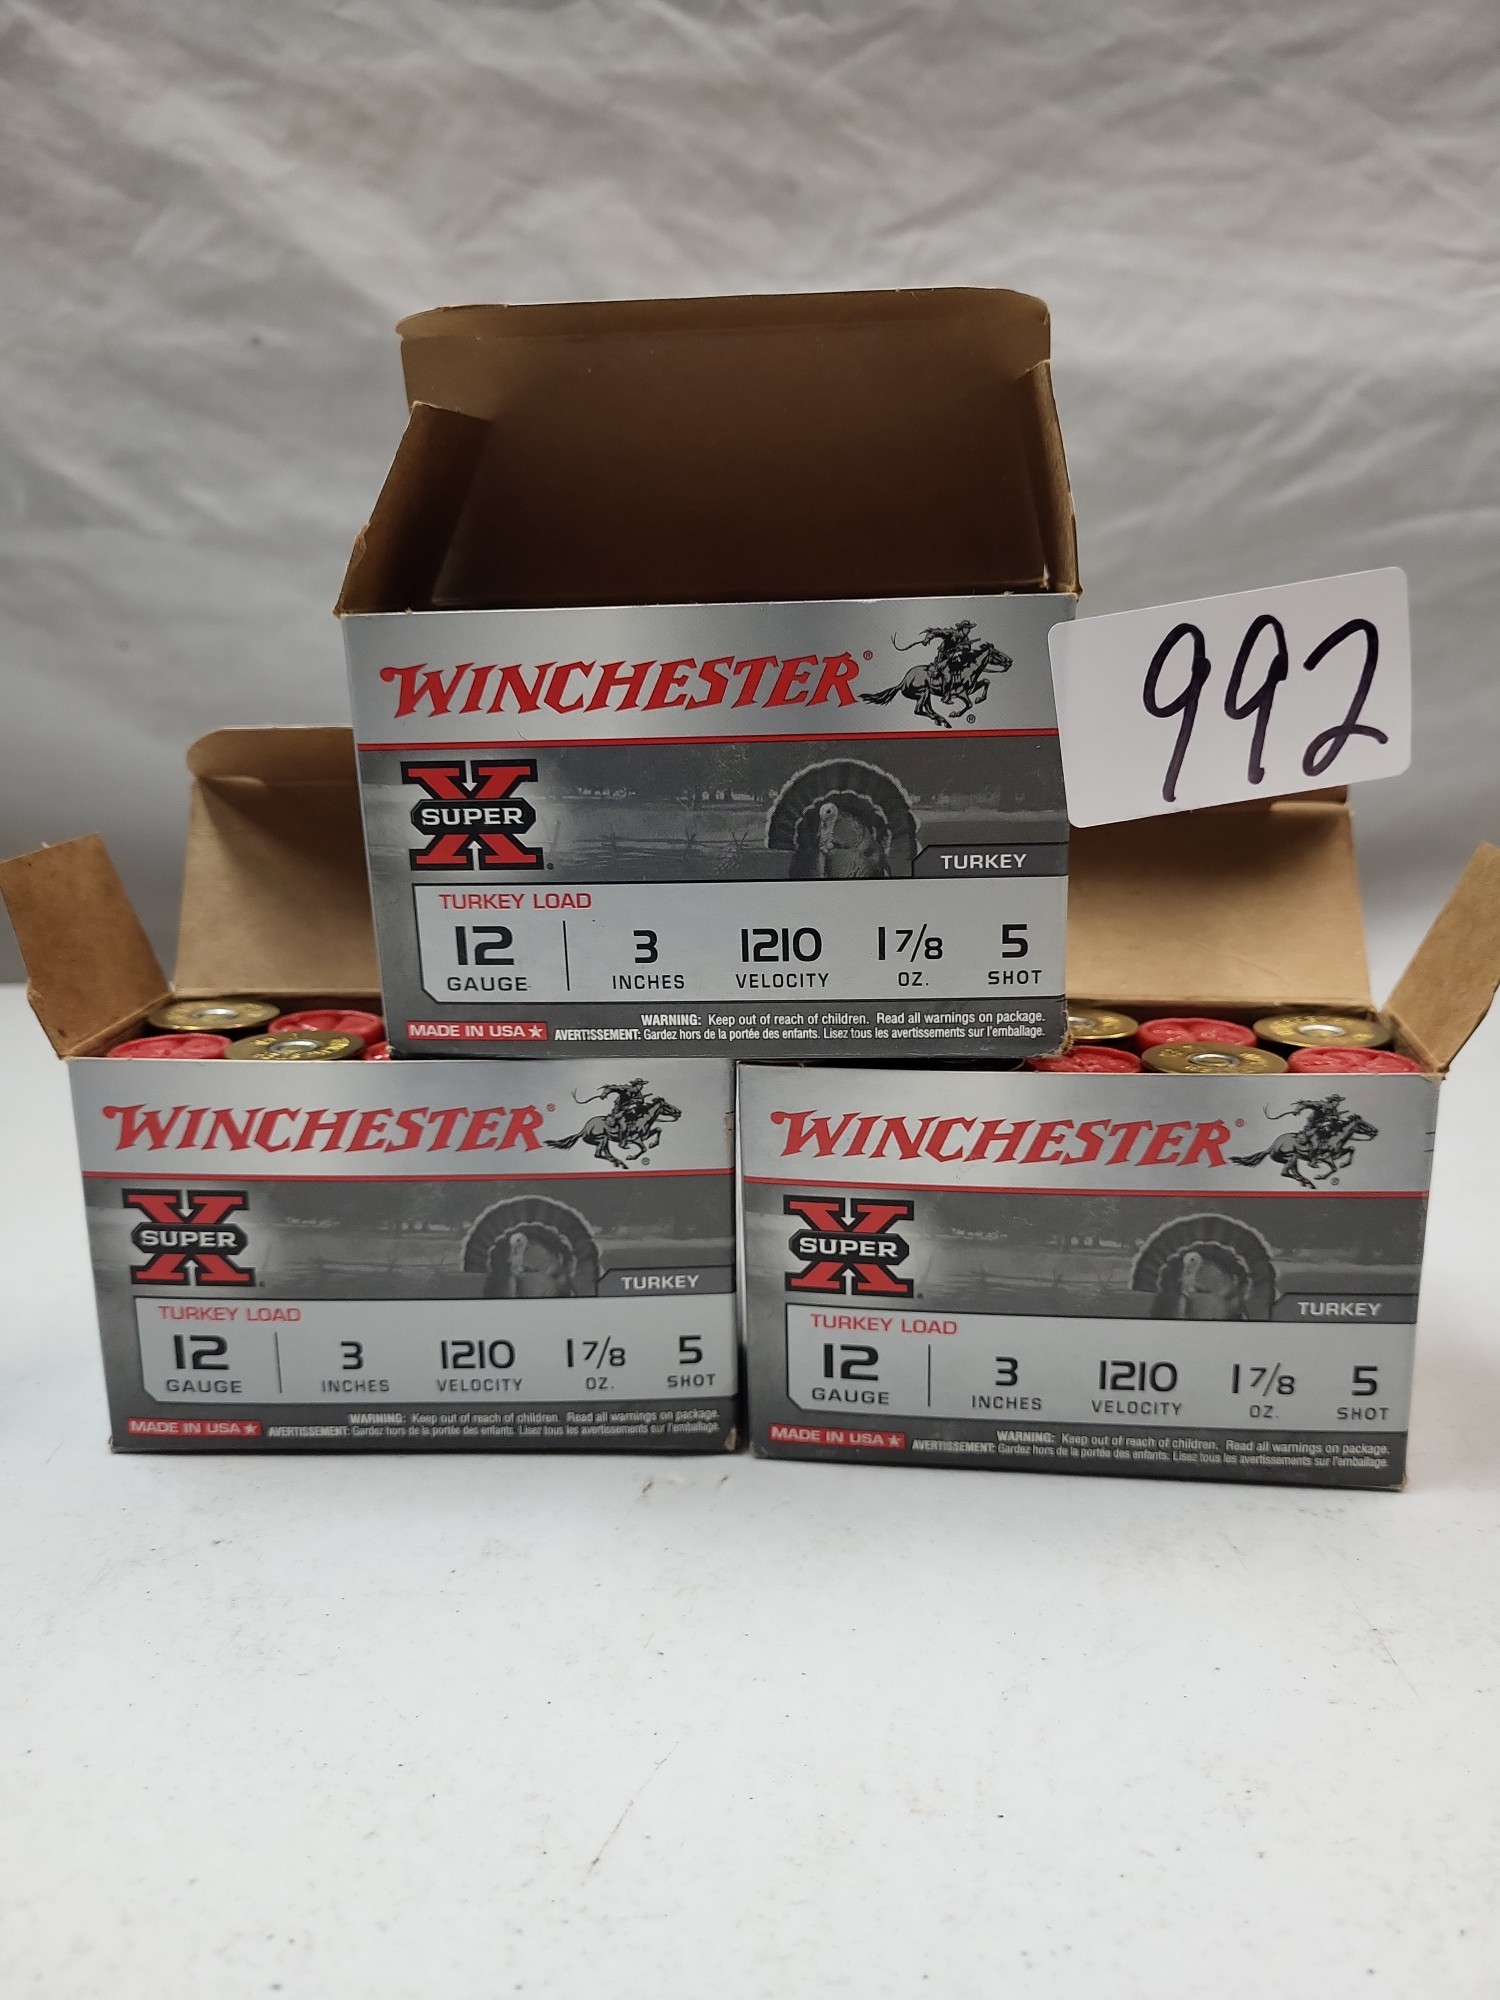 WINCHESTER®
992
SUPER X
TURKEY
TURKEY LOAD
12 3 1210 1 7/8 5
GAUGE INCHES VELOCITY OZ. SHOT
WARNING: Keep out of reach of children. Read all warnings on package.
MADE IN USA ★ AVERTISSEMENT: Gardez hors de la portée des enfants. Lisez tous les avertissements sur l'emballage.
WINCHESTER®
SUPER X
TURKEY
TURKEY LOAD
12 3 1210 1 7/8 5
GAUGE INCHES VELOCITY OZ. SHOT
WARNING: Keep out of reach of children. Read all warnings on package.
MADE IN USA ★ AVERTISSEMENT: Gardez hors de la portée des enfants. Lisez tous les avertissements sur l'emballage.
WINCHESTER®
SUPER X
TURKEY
TURKEY LOAD
12 3 1210 1 7/8 5
GAUGE INCHES VELOCITY OZ. SHOT
WARNING: Keep out of reach of children. Read all warnings on package.
MADE IN USA ★ AVERTISSEMENT: Gardez hors de la portée des enfants. Lisez tous les avertissements sur l'emballage.